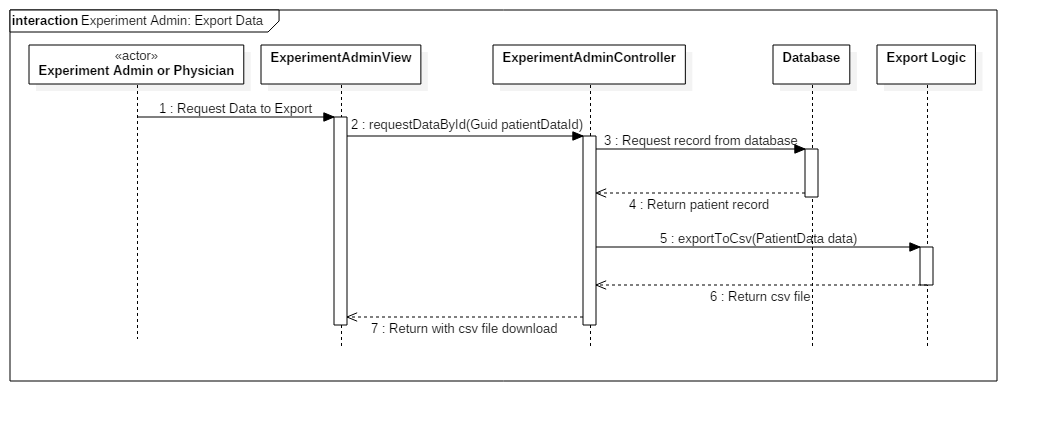 interaction Experiment Admin: Export Data
«actor»
Experiment Admin or Physician
ExperimentAdminView
ExperimentAdminController
Database
Export Logic
1 : Request Data to Export
2 : requestDataById(Guid patientDataId)
3 : Request record from database
4 : Return patient record
5 : exportToCsv(PatientData data)
6 : Return csv file
7 : Return with csv file download